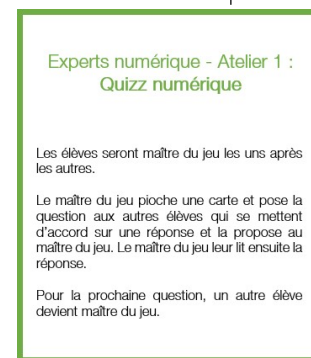 Experts numérique - Atelier 1 :
Quizz numérique
Les élèves seront maître du jeu les uns après
les autres.
Le maître du jeu pioche une carte et pose la
question aux autres élèves qui se mettent
d'accord sur une réponse et la propose au
maître du jeu. Le maître du jeu leur lit ensuite la
réponse.
Pour la prochaine question, un autre élève
devient maître du jeu.